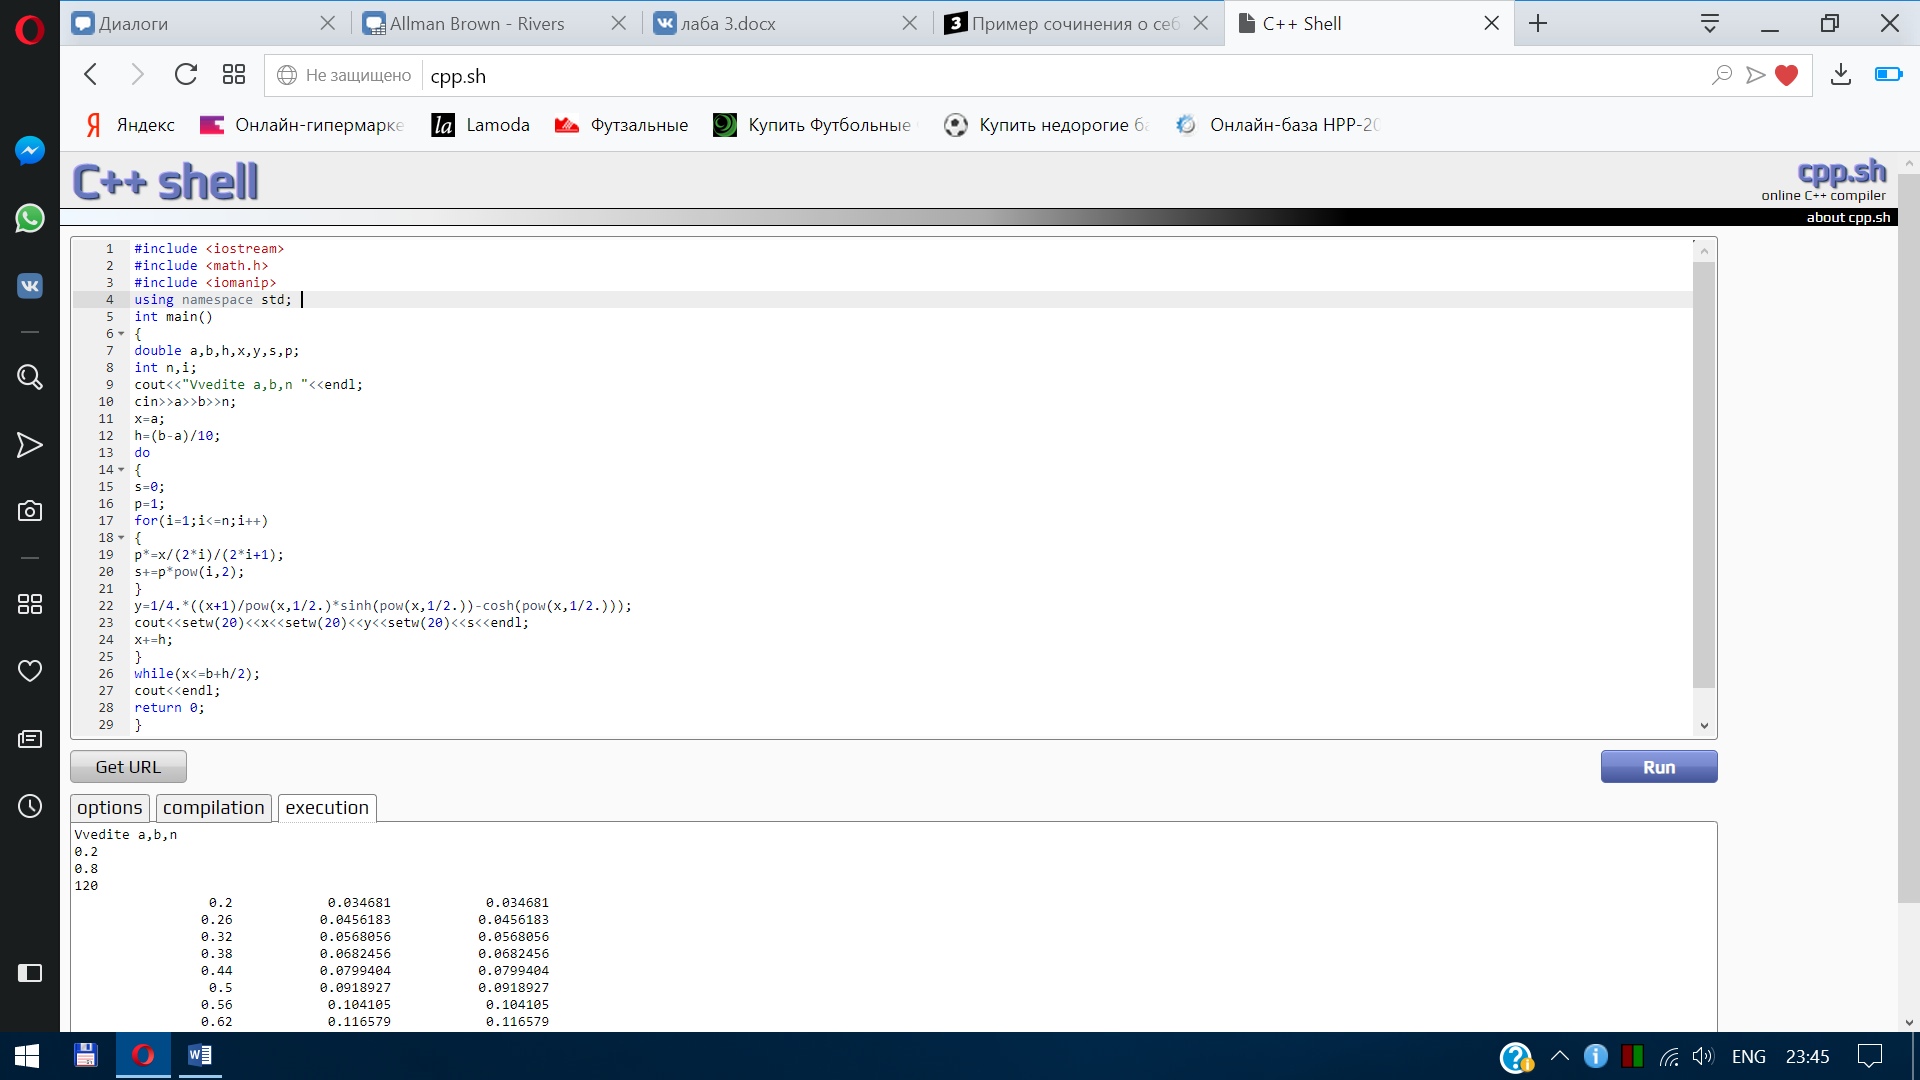 Диалоги
Allman Brown - Rivers
лаба 3.docx
Пример сочинения о себ
C++ Shell
Не защищено
cpp.sh
Яндекс
Онлайн-гипермарке
Lamoda
Футзальные
Купить Футбольные
Купить недорогие ба
Онлайн-база НРР-20
C++ shell
cpp.sh
online C++ compiler
about cpp.sh
1 #include <iostream>
2 #include <math.h>
3 #include <iomanip>
4 using namespace std;
5 int main()
6 {
7 double a,b,h,x,y,s,p;
8 int n,i;
9 cout<<"Vvedite a,b,n "<<endl;
10 cin>>a>>b>>n;
11 x=a;
12 h=(b-a)/10;
13 do
14 {
15 s=0;
16 p=1;
17 for(i=1;i<=n;i++)
18 {
19 p*=x/(2*i)/(2*i+1);
20 s+=p*pow(i,2);
21 }
22 y=1/4.*((x+1)/pow(x,1/2.)*sinh(pow(x,1/2.))-cosh(pow(x,1/2.)));
23 cout<<setw(20)<<x<<setw(20)<<y<<setw(20)<<s<<endl;
24 x+=h;
25 }
26 while(x<=b+h/2);
27 cout<<endl;
28 return 0;
29 }
Get URL
Run
options
compilation
execution
Vvedite a,b,n
0.2
0.8
120
0.2 0.034681 0.034681
0.26 0.0456183 0.0456183
0.32 0.0568056 0.0568056
0.38 0.0682456 0.0682456
0.44 0.0799404 0.0799404
0.5 0.0918927 0.0918927
0.56 0.104105 0.104105
0.62 0.116579 0.116579
ENG
23:45